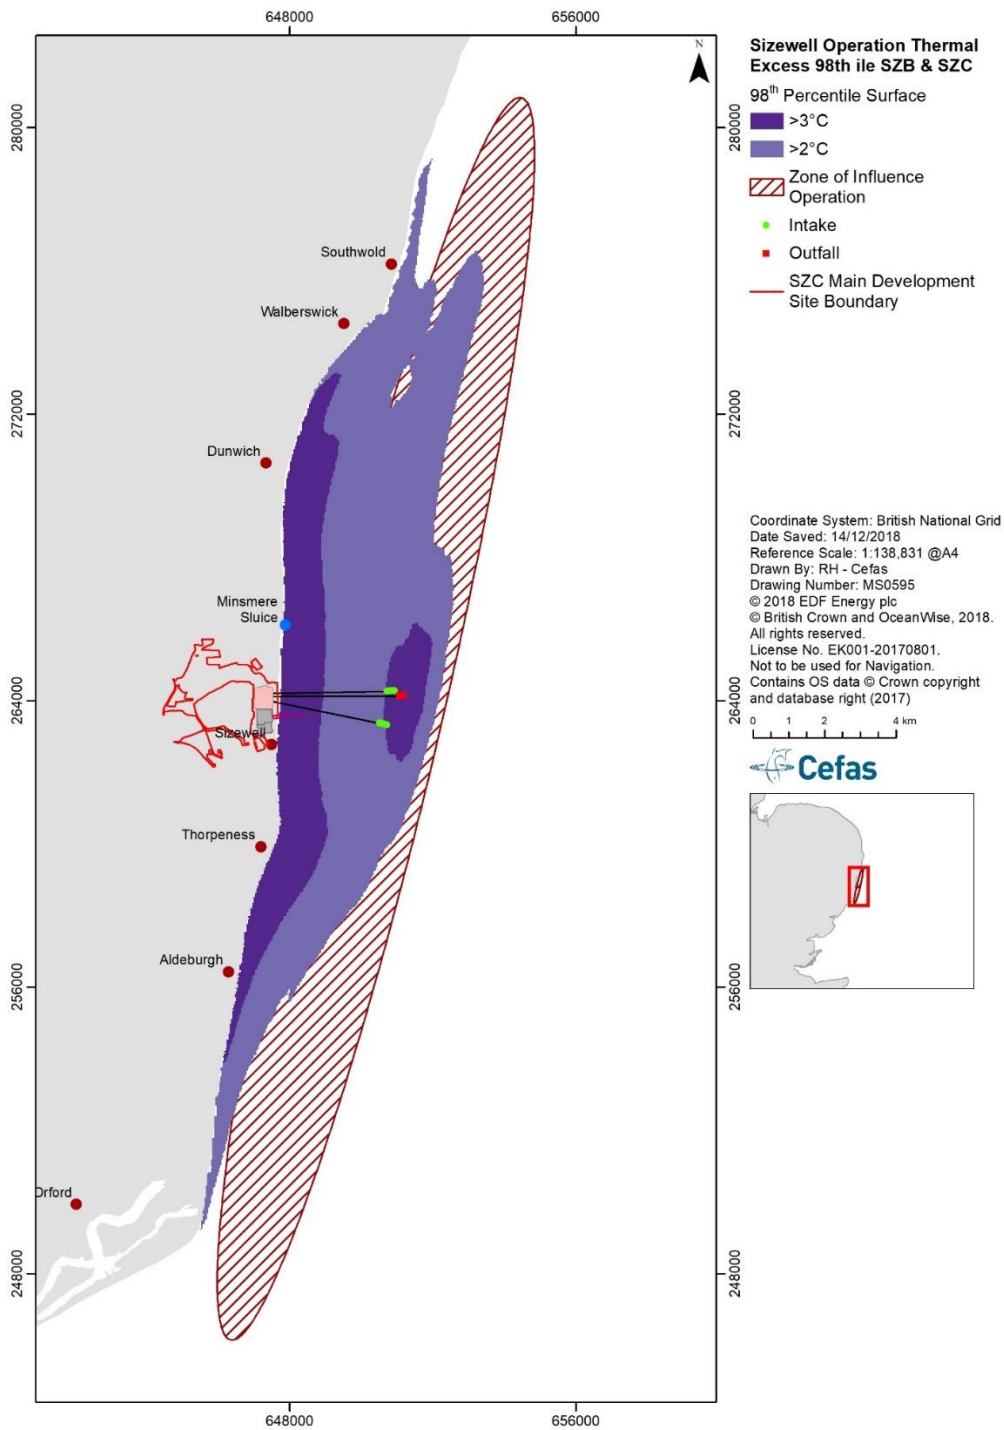 648000
656000
N
280000
272000
264000
256000
248000
280000
272000
264000
256000
248000
Southwold
Walberswick
Dunwich
Minsmere
Sluice
Sizewell
Thorpeness
Aldeburgh
Orford
648000
656000
Sizewell Operation Thermal
Excess 98th ile SZB & SZC
98th Percentile Surface
>3°C
>2°C
Zone of Influence
Operation
Intake
Outfall
SZC Main Development
Site Boundary
Coordinate System: British National Grid
Date Saved: 14/12/2018
Reference Scale: 1:138,831 @A4
Drawn By: RH - Cefas
Drawing Number: MS0595
© 2018 EDF Energy plc
© British Crown and OceanWise, 2018.
All rights reserved.
License No. EK001-20170801.
Not to be used for Navigation.
Contains OS data © Crown copyright
and database right (2017)
0 1 2 4 km
Cefas